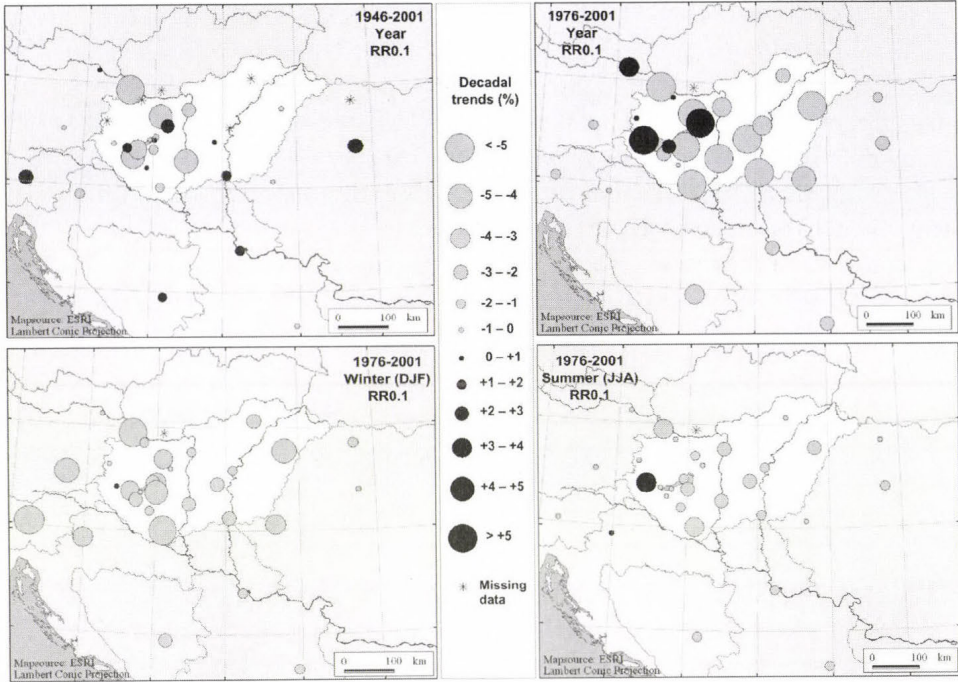 1946-2001
Year
RR0.1
Mapsource: ESRI
Lambert Conic Projection
0 100 km
Decadal
trends (%)
< -5
-5 – -4
-4 – -3
-3 – -2
-2 – -1
-1 – 0
0 – +1
+1 – +2
+2 – +3
+3 – +4
+4 – +5
> +5
Missing
data
1976-2001
Year
RR0.1
Mapsource: ESRI
Lambert Conic Projection
0 100 km
1976-2001
Winter (DJF)
RR0.1
Mapsource: ESRI
Lambert Conic Projection
0 100 km
1976-2001
Summer (JJA)
RR0.1
Mapsource: ESRI
Lambert Conic Projection
0 100 km